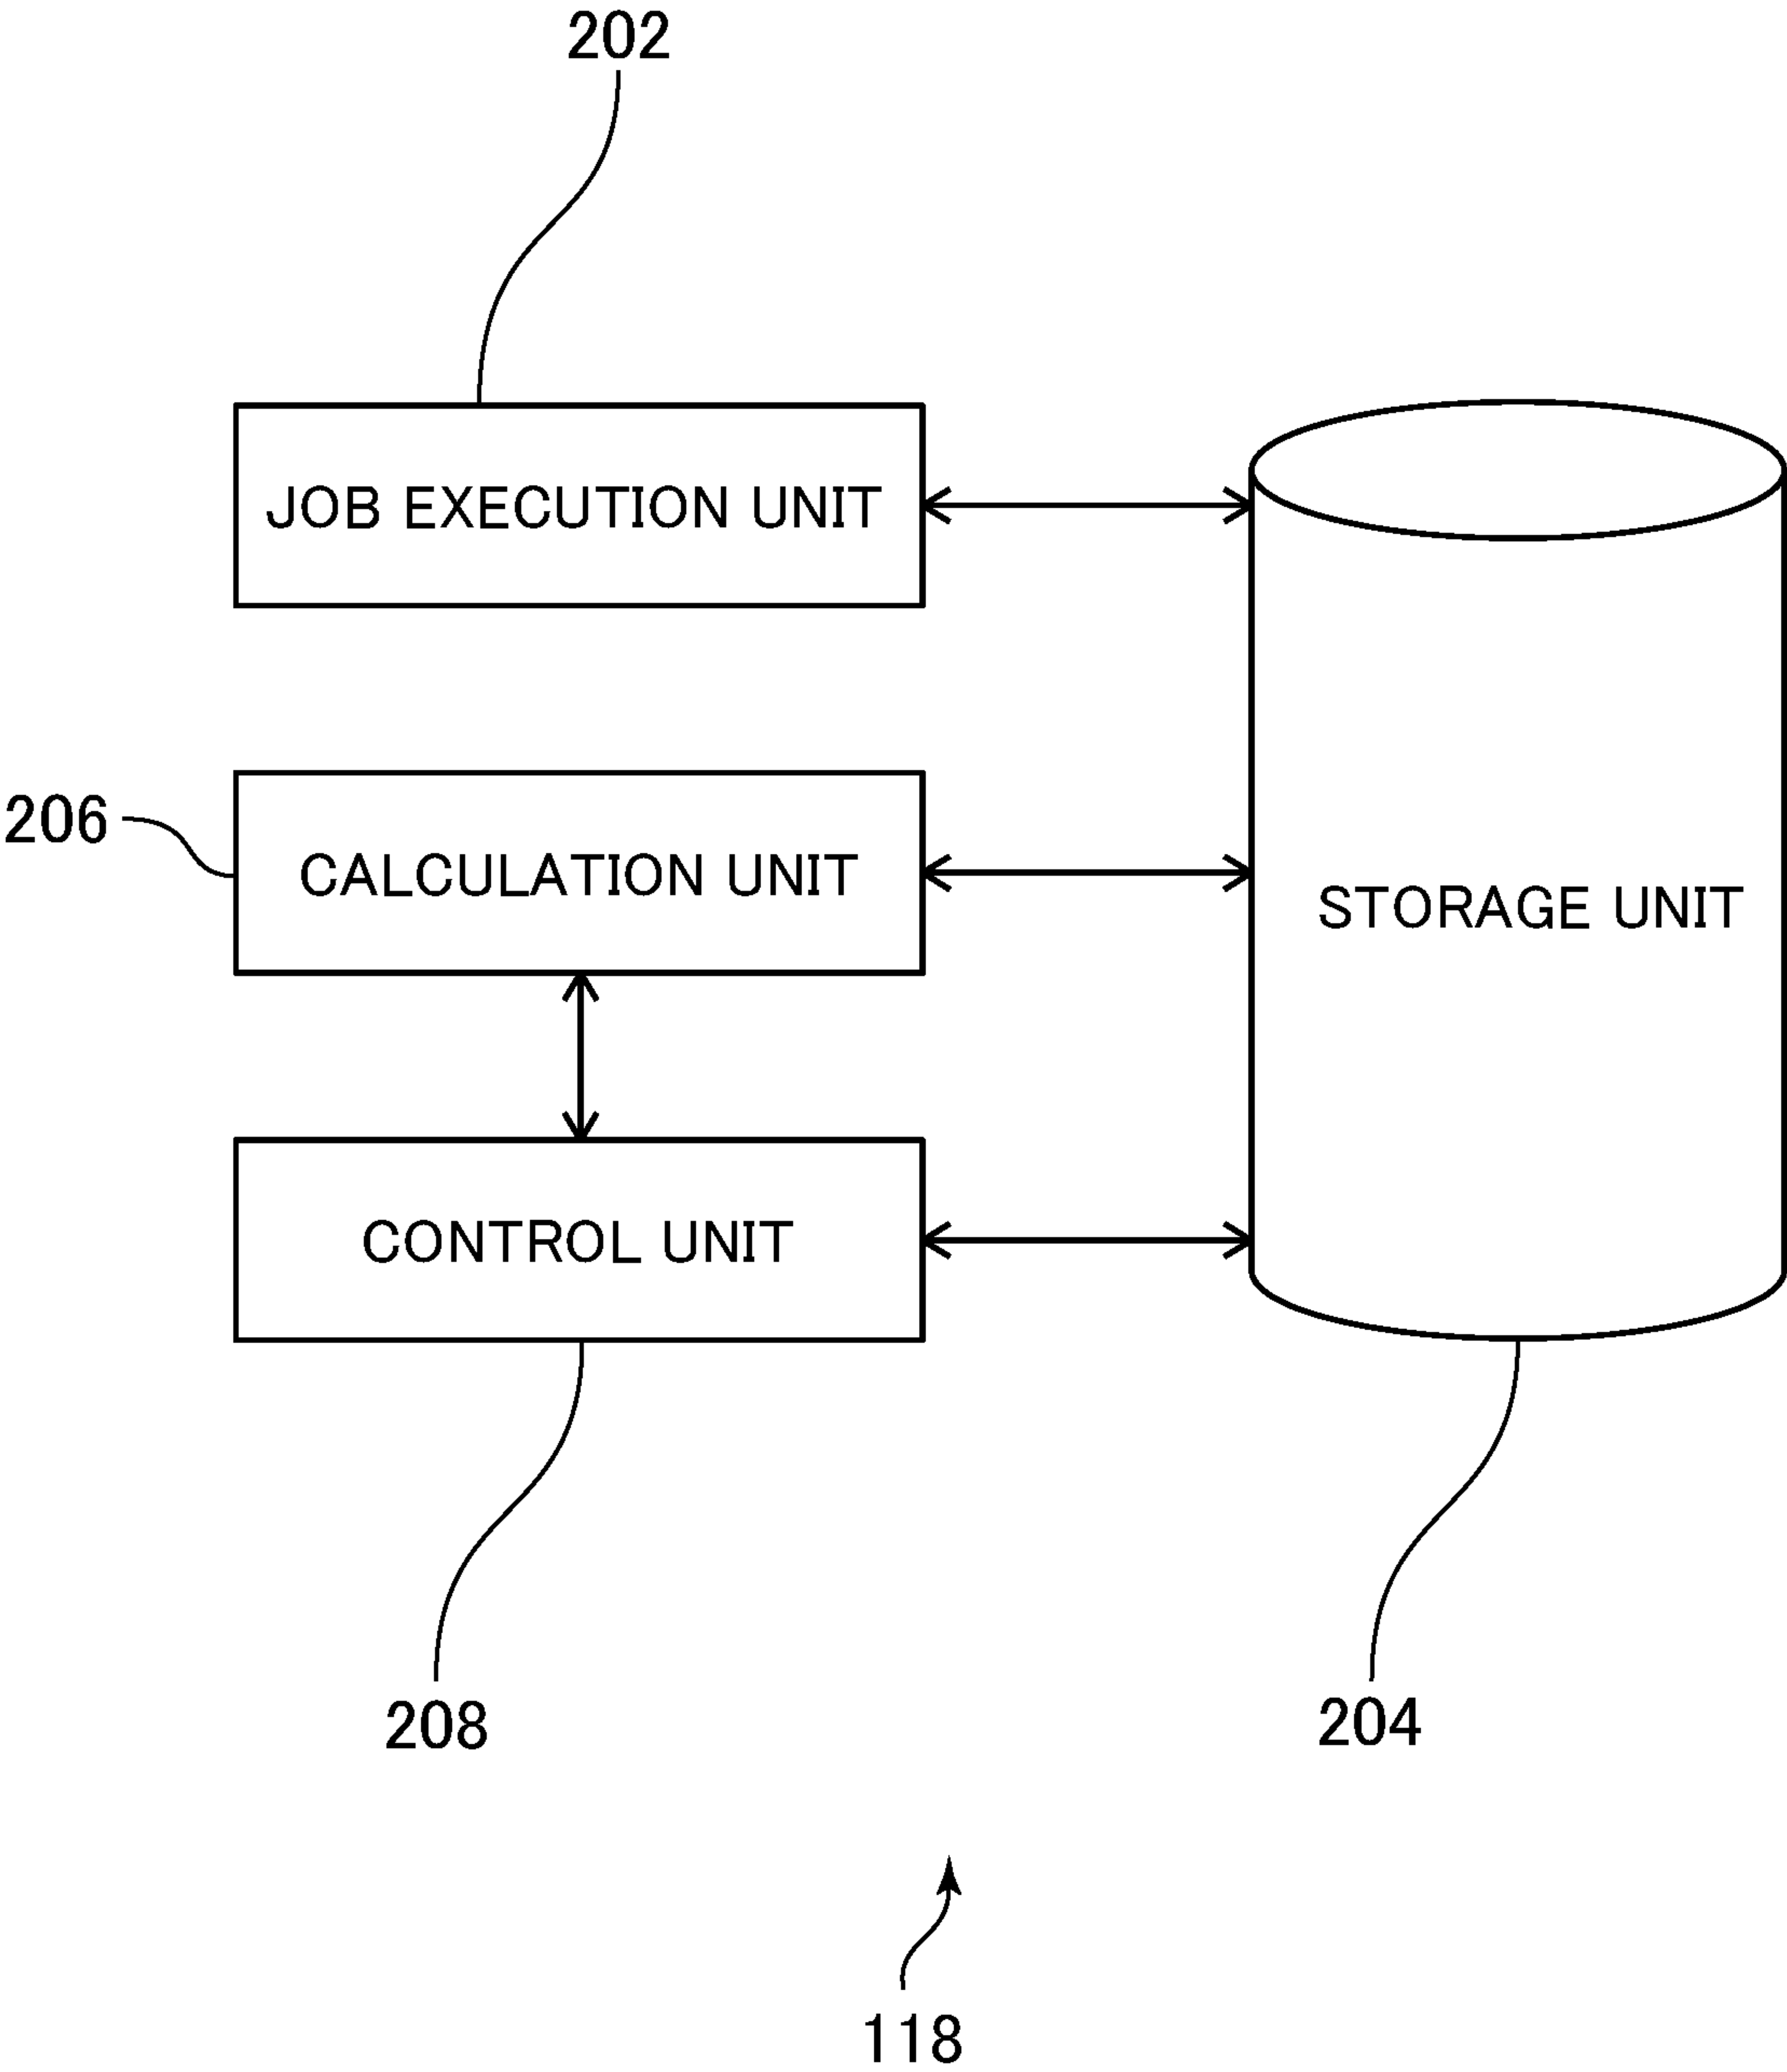 202
JOB EXECUTION UNIT
206
CALCULATION UNIT
STORAGE UNIT
CONTROL UNIT
208
204
118